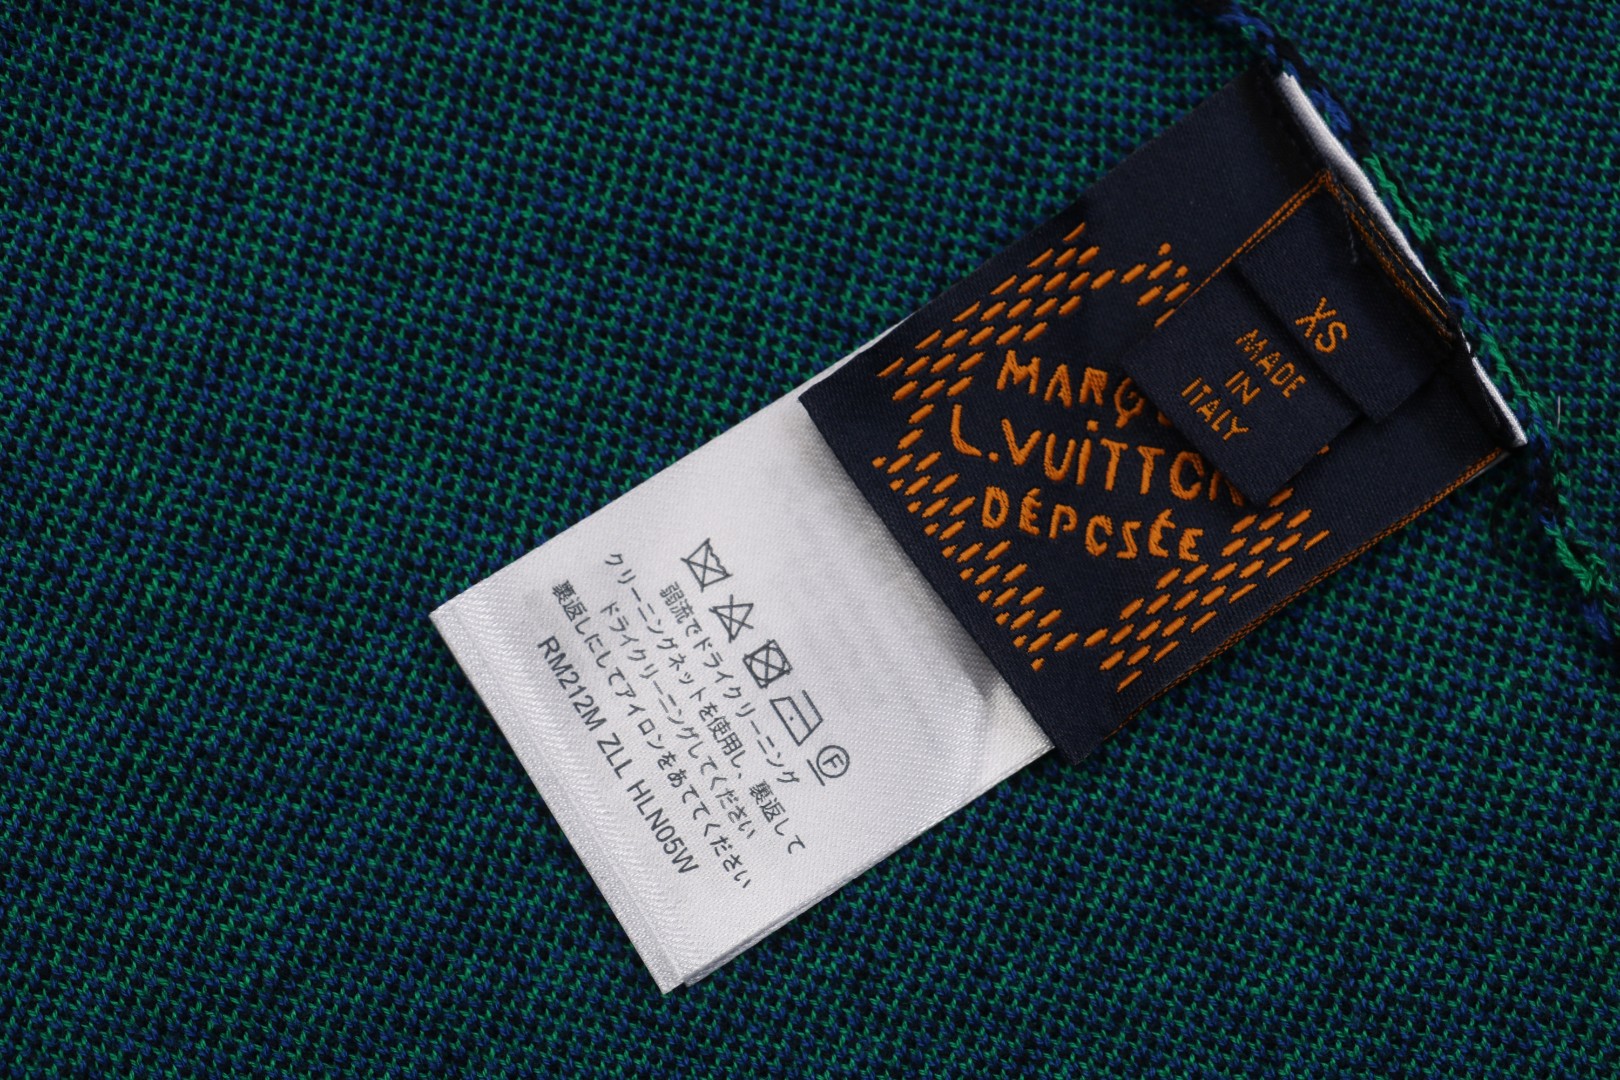 XS
MADE
IN
ITALY
MARQ
L.VUITTON
DÉPOSÉE
F
弱流でドライクリーニング
クリーニングネットを使用し、裏返して
ドライクリーニングしてください
裏返しにしてアイロンをあててください
RM212M ZLL HLN05W